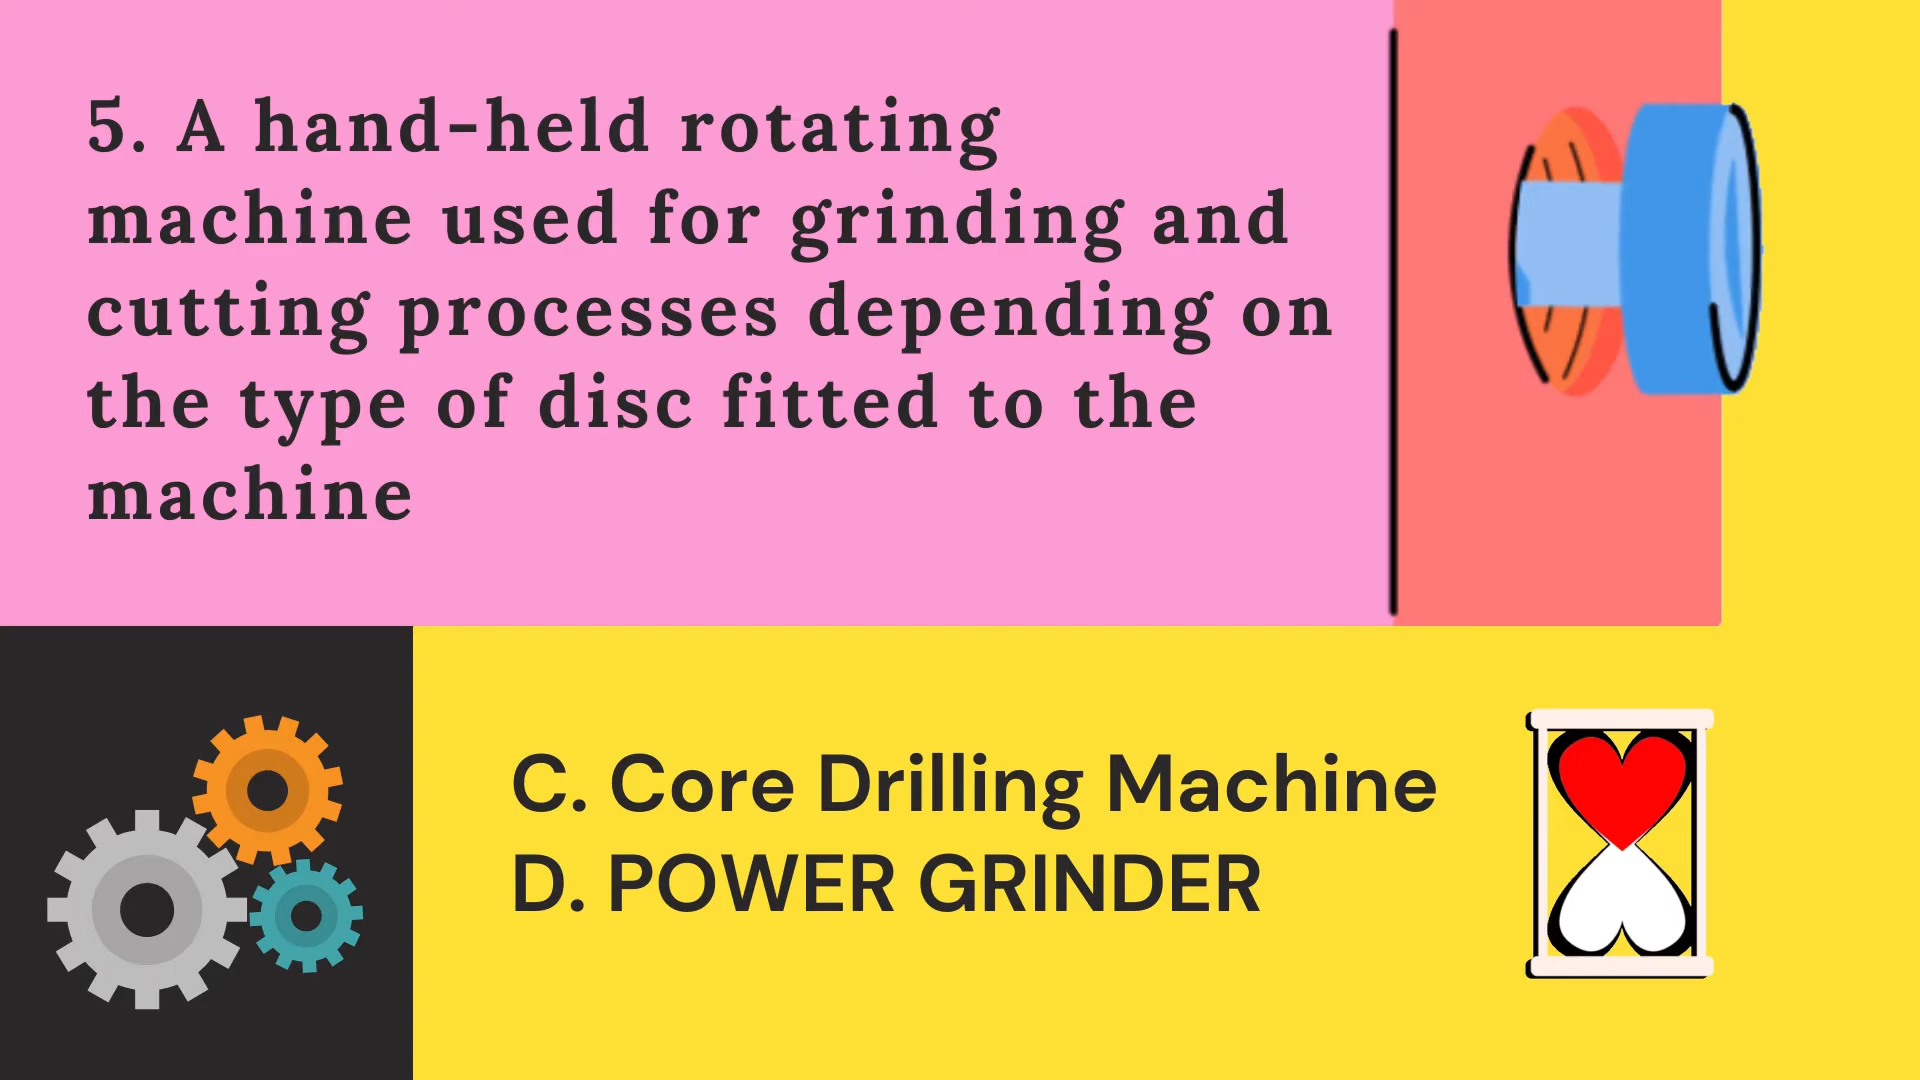 5. A hand-held rotating
machine used for grinding and
cutting processes depending on
the type of disc fitted to the
machine
C. Core Drilling Machine
D. POWER GRINDER